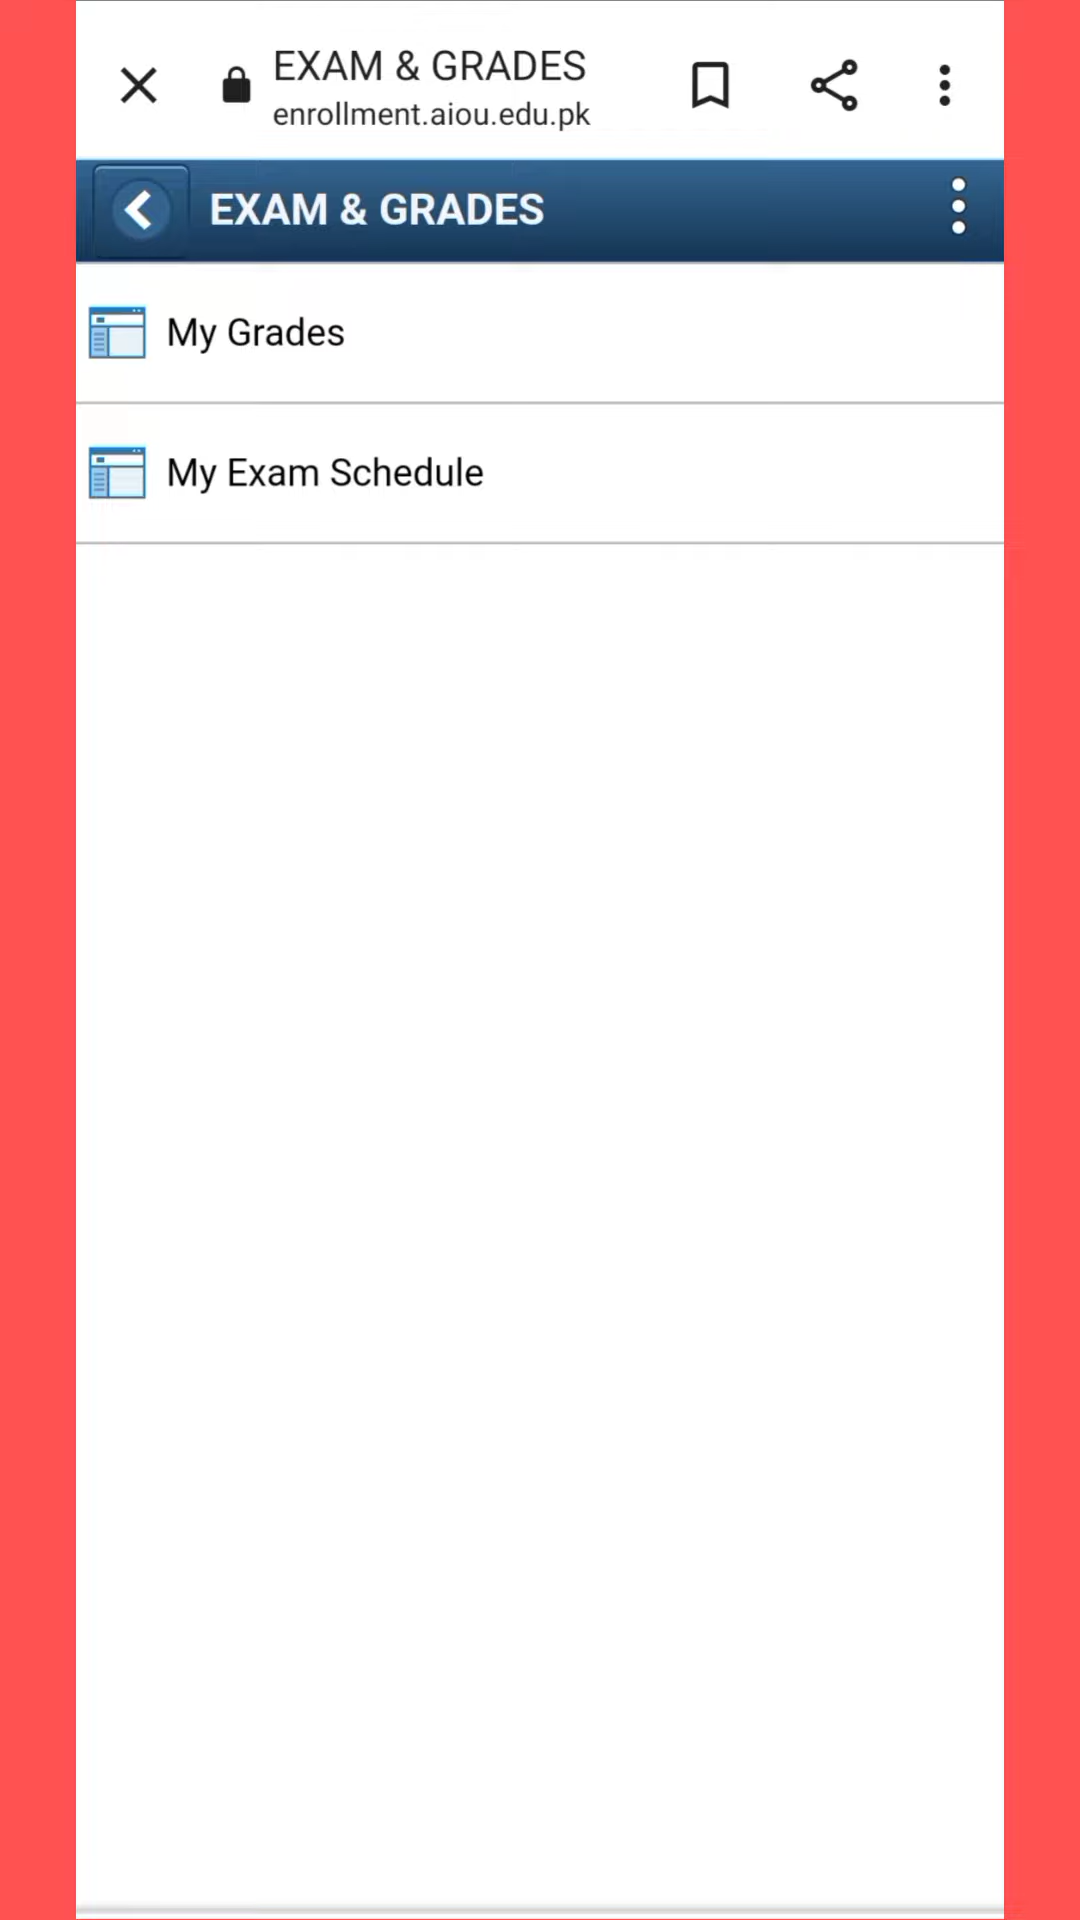 EXAM & GRADES
enrollment.aiou.edu.pk
EXAM & GRADES
My Grades
My Exam Schedule